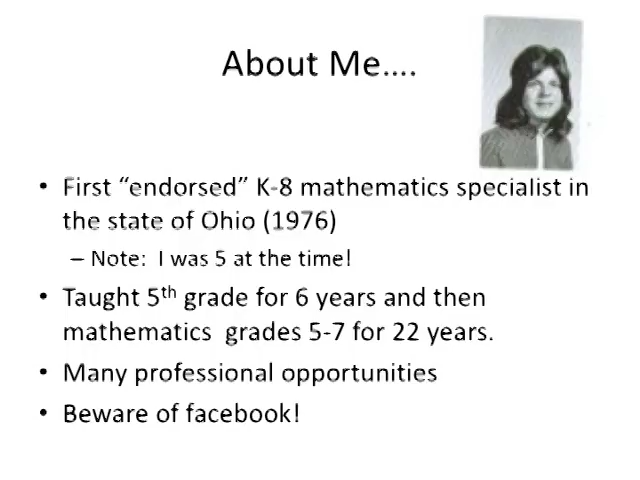 About Me….
• First “endorsed” K-8 mathematics specialist in
the state of Ohio (1976)
– Note:  I was 5 at the time!
• Taught 5th grade for 6 years and then
mathematics  grades 5-7 for 22 years.
• Many professional opportunities
• Beware of facebook!